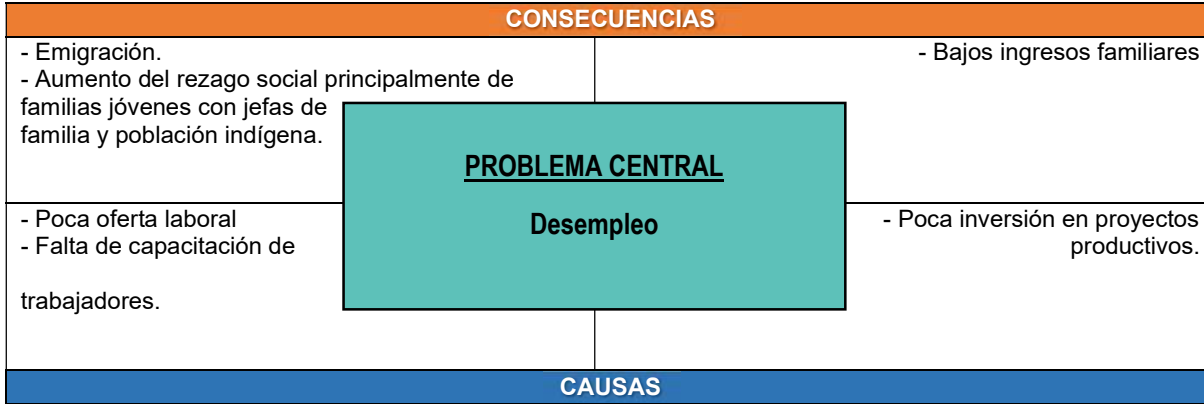 CONSECUENCIAS
- Emigración.
- Aumento del rezago social principalmente de
familias jóvenes con jefas de
familia y población indígena.
- Bajos ingresos familiares
PROBLEMA CENTRAL
Desempleo
- Poca oferta laboral
- Falta de capacitación de
trabajadores.
- Poca inversión en proyectos
productivos.
CAUSAS